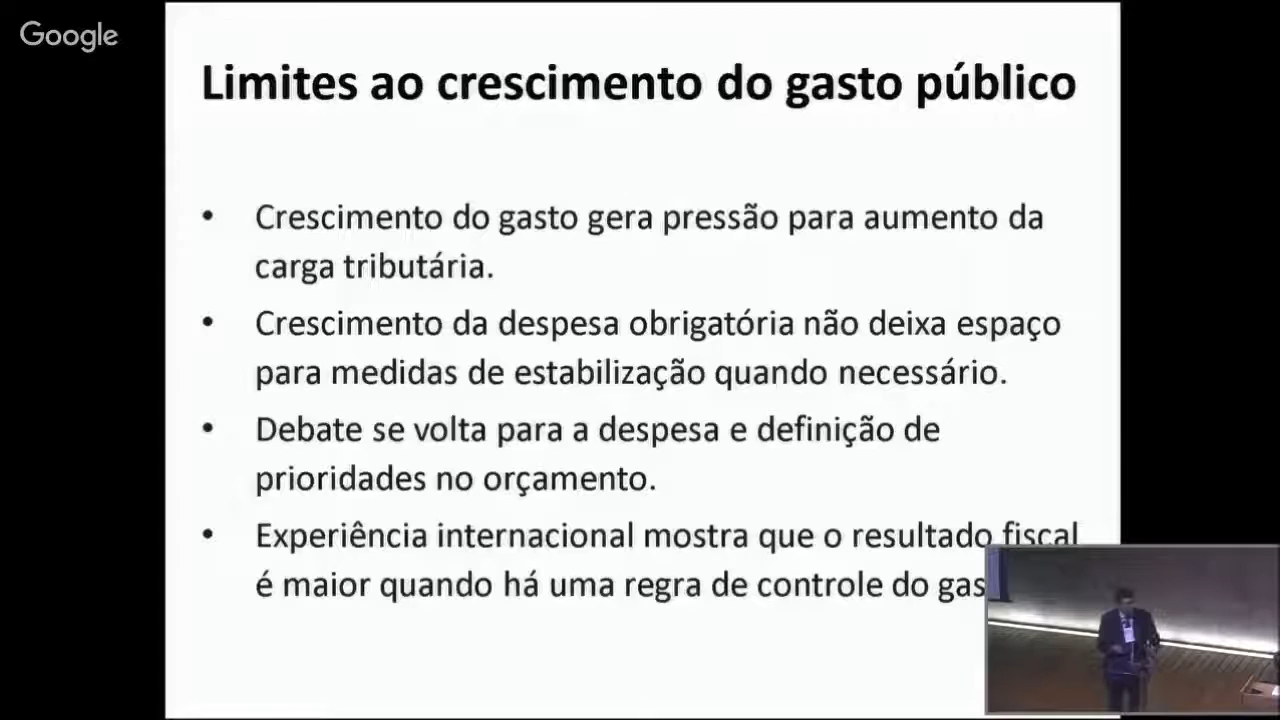 Google
Limites ao crescimento do gasto público
• Crescimento do gasto gera pressão para aumento da
carga tributária.
• Crescimento da despesa obrigatória não deixa espaço
para medidas de estabilização quando necessário.
• Debate se volta para a despesa e definição de
prioridades no orçamento.
• Experiência internacional mostra que o resultado fiscal
é maior quando há uma regra de controle do gas